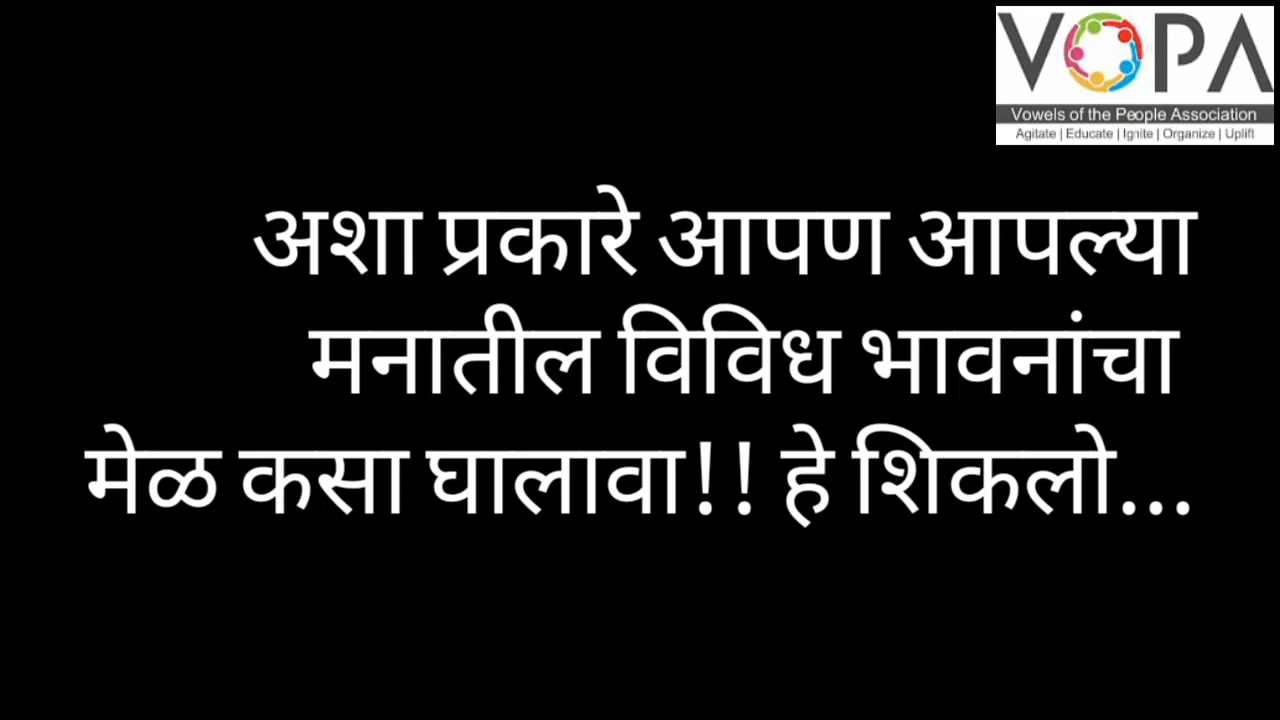 VOPA
Vowels of the People Association
Agitate | Educate | Ignite | Organize | Uplift
अशा प्रकारे आपण आपल्या
मनातील विविध भावनांचा
मेळ कसा घालावा!! हे शिकलो...